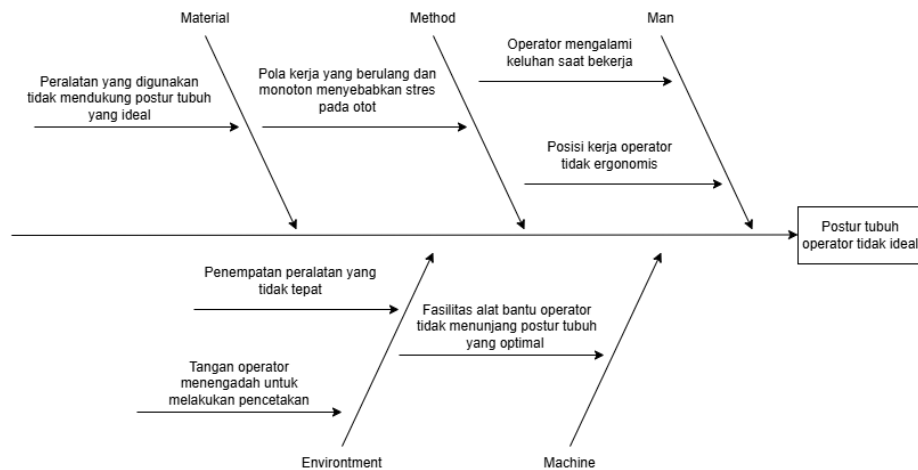 Material
Method
Man
Peralatan yang digunakan
tidak mendukung postur tubuh
yang ideal
Pola kerja yang berulang dan
monoton menyebabkan stres
pada otot
Operator mengalami
keluhan saat bekerja
Posisi kerja operator
tidak ergonomis
Postur tubuh
operator tidak ideal
Penempatan peralatan yang
tidak tepat
Fasilitas alat bantu operator
tidak menunjang postur tubuh
yang optimal
Tangan operator
menengadah untuk
melakukan pencetakan
Environtment
Machine